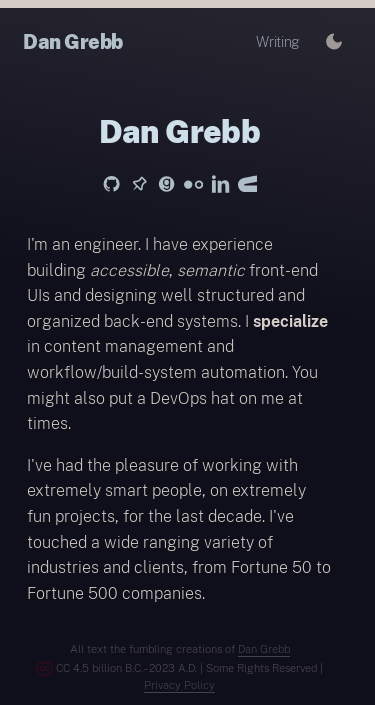 Dan Grebb
Writing
Dan Grebb
I'm an engineer. I have experience
building accessible, semantic front-end
UIs and designing well structured and
organized back-end systems. I specialize
in content management and
workflow/build-system automation. You
might also put a DevOps hat on me at
times.
I've had the pleasure of working with
extremely smart people, on extremely
fun projects, for the last decade. I've
touched a wide ranging variety of
industries and clients, from Fortune 50 to
Fortune 500 companies.
All text the fumbling creations of Dan Grebb
CC 4.5 billion B.C.–2023 A.D. | Some Rights Reserved |
Privacy Policy